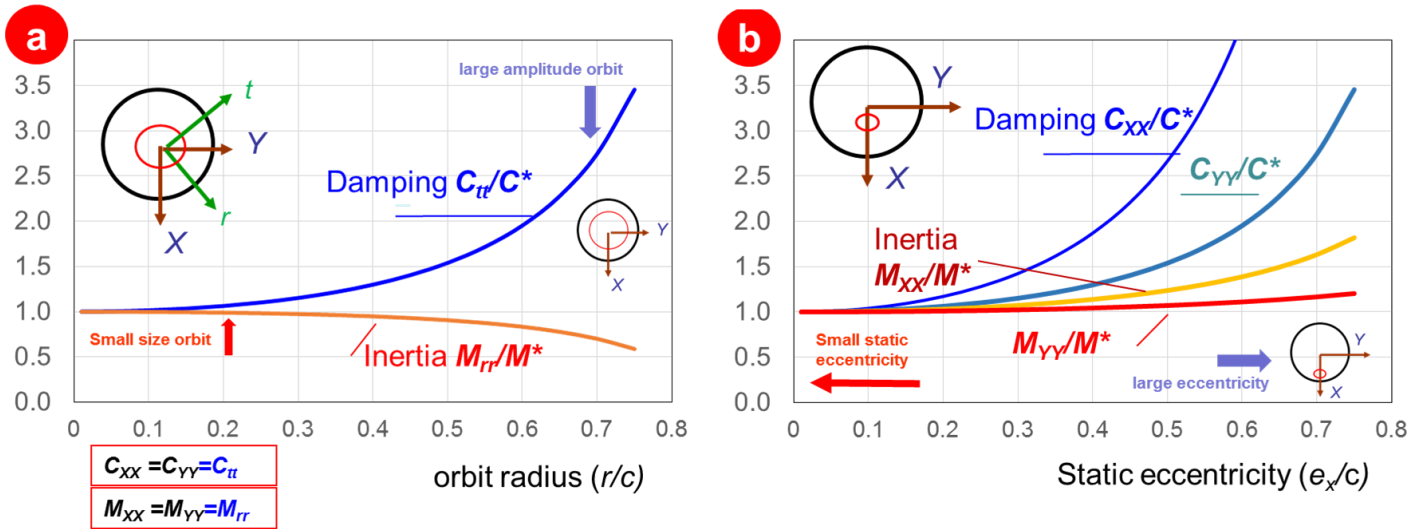 a
3.5
3.0
2.5
2.0
1.5
1.0
0.5
0.0
0 0.1 0.2 0.3 0.4 0.5 0.6 0.7 0.8
large amplitude orbit
t
Y
r
X
Damping Ctt/C*
Y
X
Small size orbit
Inertia Mrr/M*
orbit radius (r/c)
CXX =CYY=Ctt
MXX =MYY=Mrr
b
3.5
3.0
2.5
2.0
1.5
1.0
0.5
0.0
0 0.1 0.2 0.3 0.4 0.5 0.6 0.7 0.8
Y
X
Damping CXX/C*
CYY/C*
Inertia
MXX/M*
MYY/M*
Small static
eccentricity
large eccentricity
Y
X
Static eccentricity (ex/c)